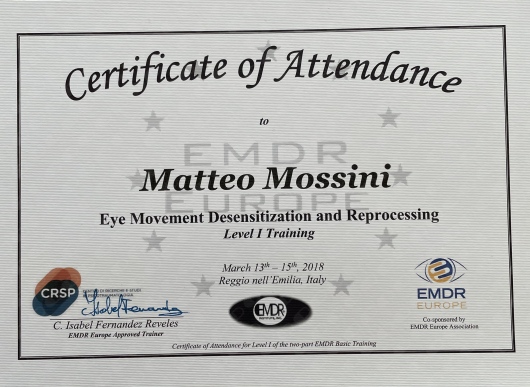 Certificate of Attendance
to
EMDR
Matteo Mossini
EUROPE
Eye Movement Desensitization and Reprocessing
Level I Training
March 13th – 15th, 2018
Reggio nell'Emilia, Italy
CRSP
C. Isabel Fernandez Reveles
EMDR Europe Approved Trainer
EMDR
EMDR
EUROPE
Co-sponsored by
EMDR Europe Association
Certificate of Attendance for Level I of the two-part EMDR Basic Training